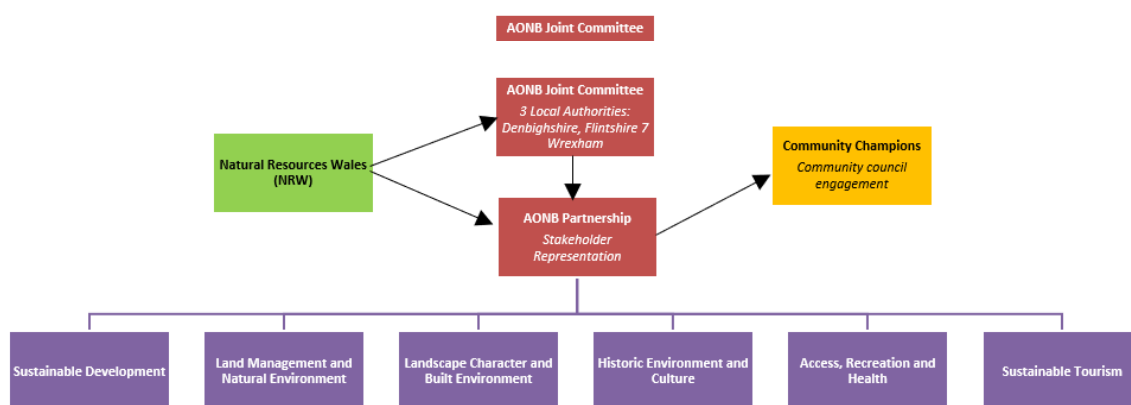 AONB Joint Committee
AONB Joint Committee
3 Local Authorities:
Denbighshire, Flintshire 7
Wrexham
Natural Resources Wales
(NRW)
Community Champions
Community council
engagement
AONB Partnership
Stakeholder
Representation
Sustainable Development
Land Management and
Natural Environment
Landscape Character and
Built Environment
Historic Environment and
Culture
Access, Recreation and
Health
Sustainable Tourism